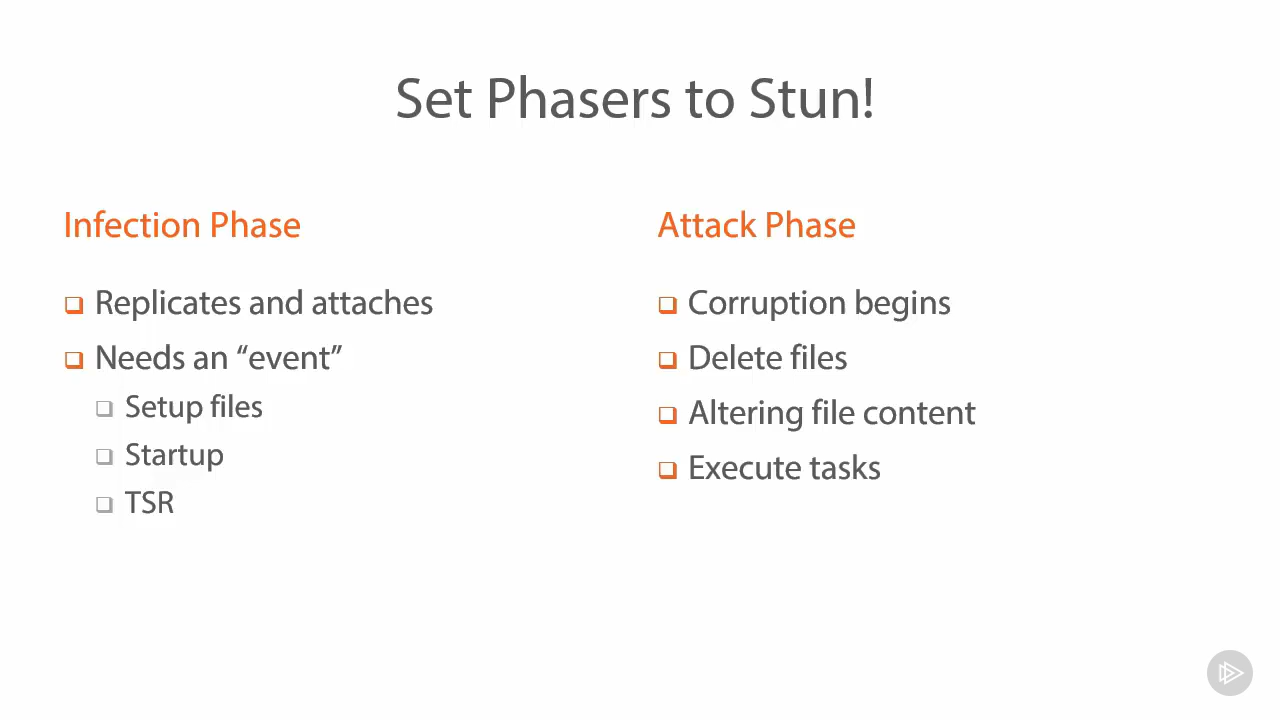 Set Phasers to Stun!
Infection Phase
Replicates and attaches
Needs an “event”
Setup files
Startup
TSR
Attack Phase
Corruption begins
Delete files
Altering file content
Execute tasks